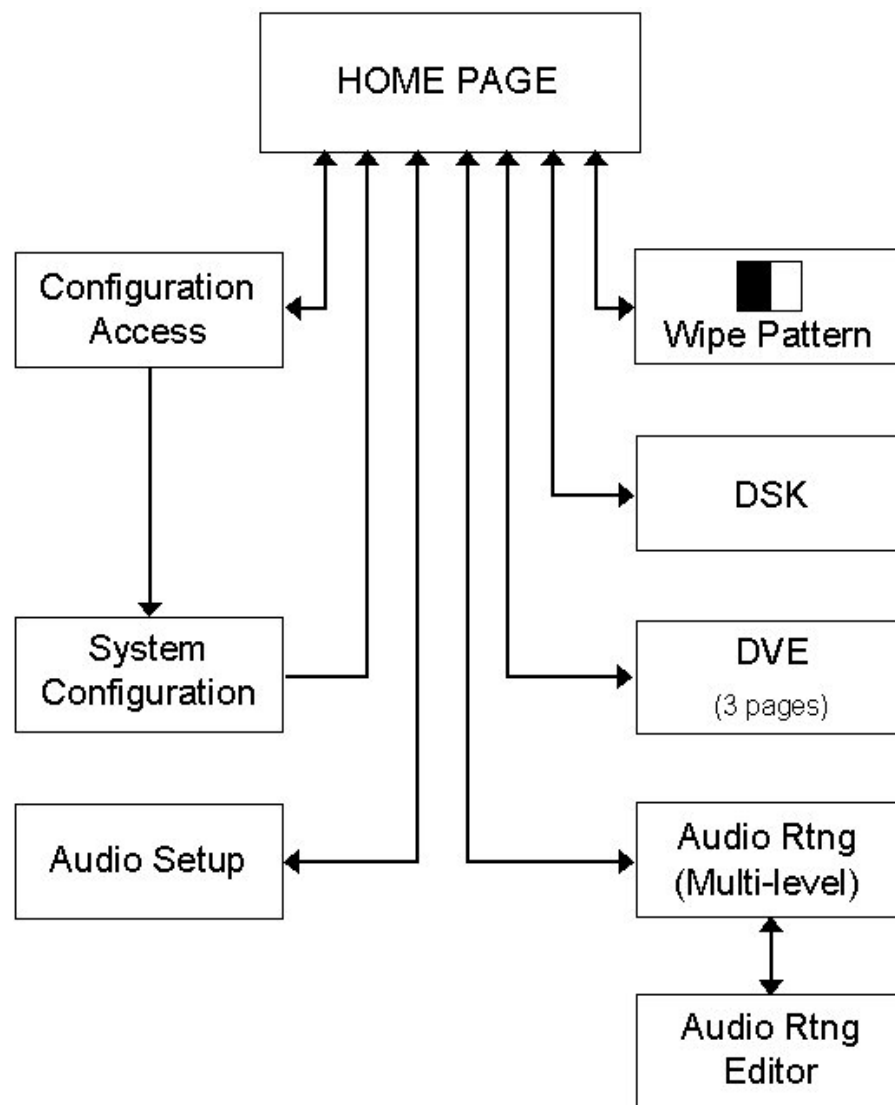 HOME PAGE
Configuration
Access
Wipe Pattern
DSK
System
Configuration
DVE
(3 pages)
Audio Setup
Audio Rtng
(Multi-level)
Audio Rtng
Editor